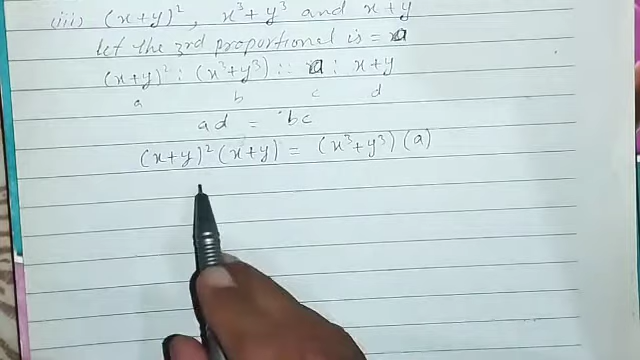 (iii) (x+y)², x³+y³ and x+y
let the 3rd proportional is = a
(x+y)² : (x³+y³) :: a : x+y
a b c d
ad = bc
(x+y)² (x+y) = (x³+y³) (a)